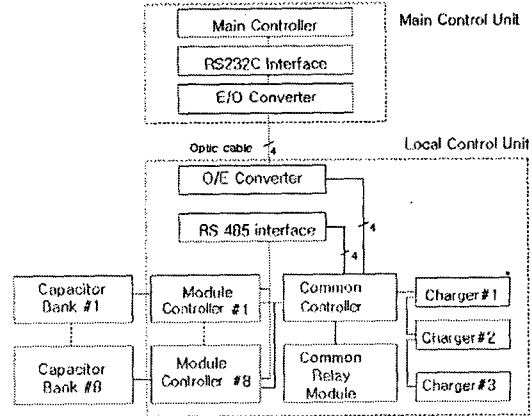 Main Controller
Main Control Unit
RS232C Interface
E/O Converter
Optic cable
4
Local Control Unit
O/E Converter
4
RS 485 interface
4
Capacitor
Bank #1
Module
Controller #1
Common
Controller
Charger#1
Charger#2
Capacitor
Bank #8
Module
Controller #8
Common
Relay
Module
Charger#3